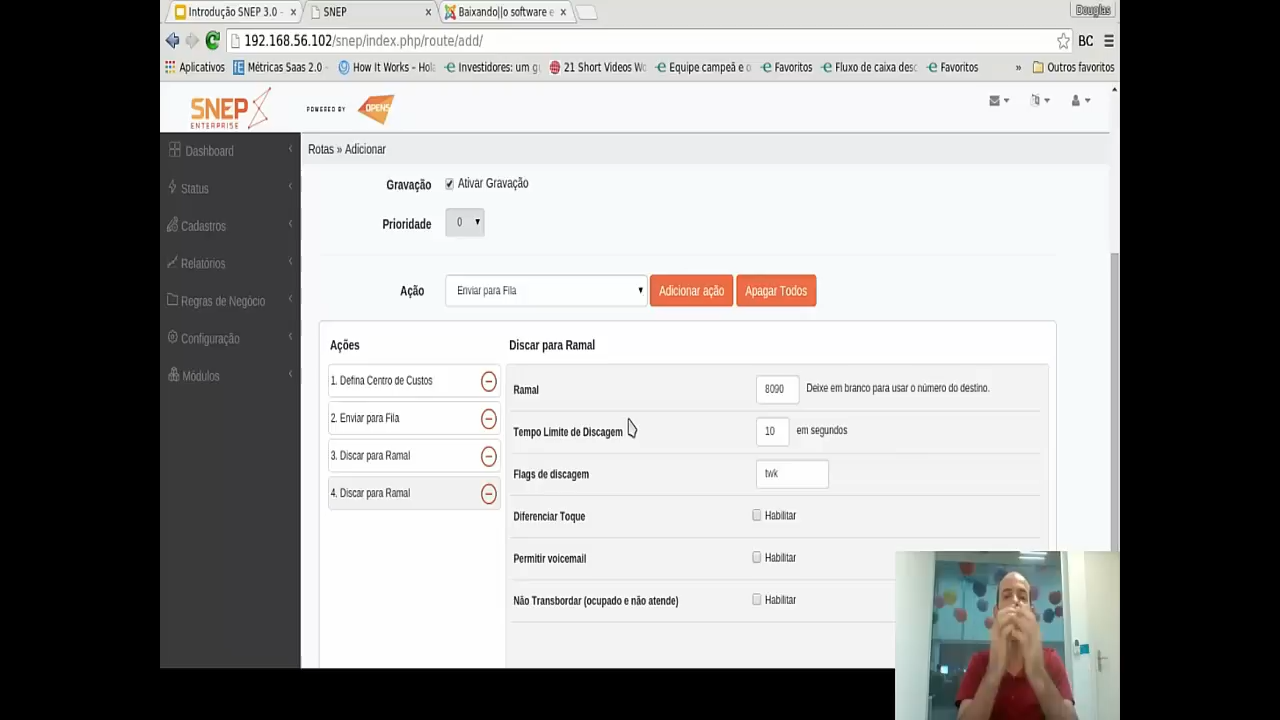 Introdução SNEP 3.0 -
SNEP
Baixando||o software e
Douglas
192.168.56.102/snep/index.php/route/add/
BC
Aplicativos
Métricas Saas 2.0 -
How It Works – Hol
Investidores: um g
21 Short Videos W
Equipe campeã e o
Favoritos
Fluxo de caixa desc
Favoritos
»
Outros favoritos
SNEP
ENTERPRISE
POWERED BY
OPENS
Rotas » Adicionar
Dashboard
Status
Cadastros
Relatórios
Regras de Negócio
Configuração
Módulos
Gravação
Ativar Gravação
Prioridade
0
Ação
Enviar para Fila
Adicionar ação
Apagar Todos
Ações
1. Defina Centro de Custos
2. Enviar para Fila
3. Discar para Ramal
4. Discar para Ramal
Discar para Ramal
Ramal
8090
Deixe em branco para usar o número do destino.
Tempo Limite de Discagem
10
em segundos
Flags de discagem
twk
Diferenciar Toque
Habilitar
Permitir voicemail
Habilitar
Não Transbordar (ocupado e não atende)
Habilitar